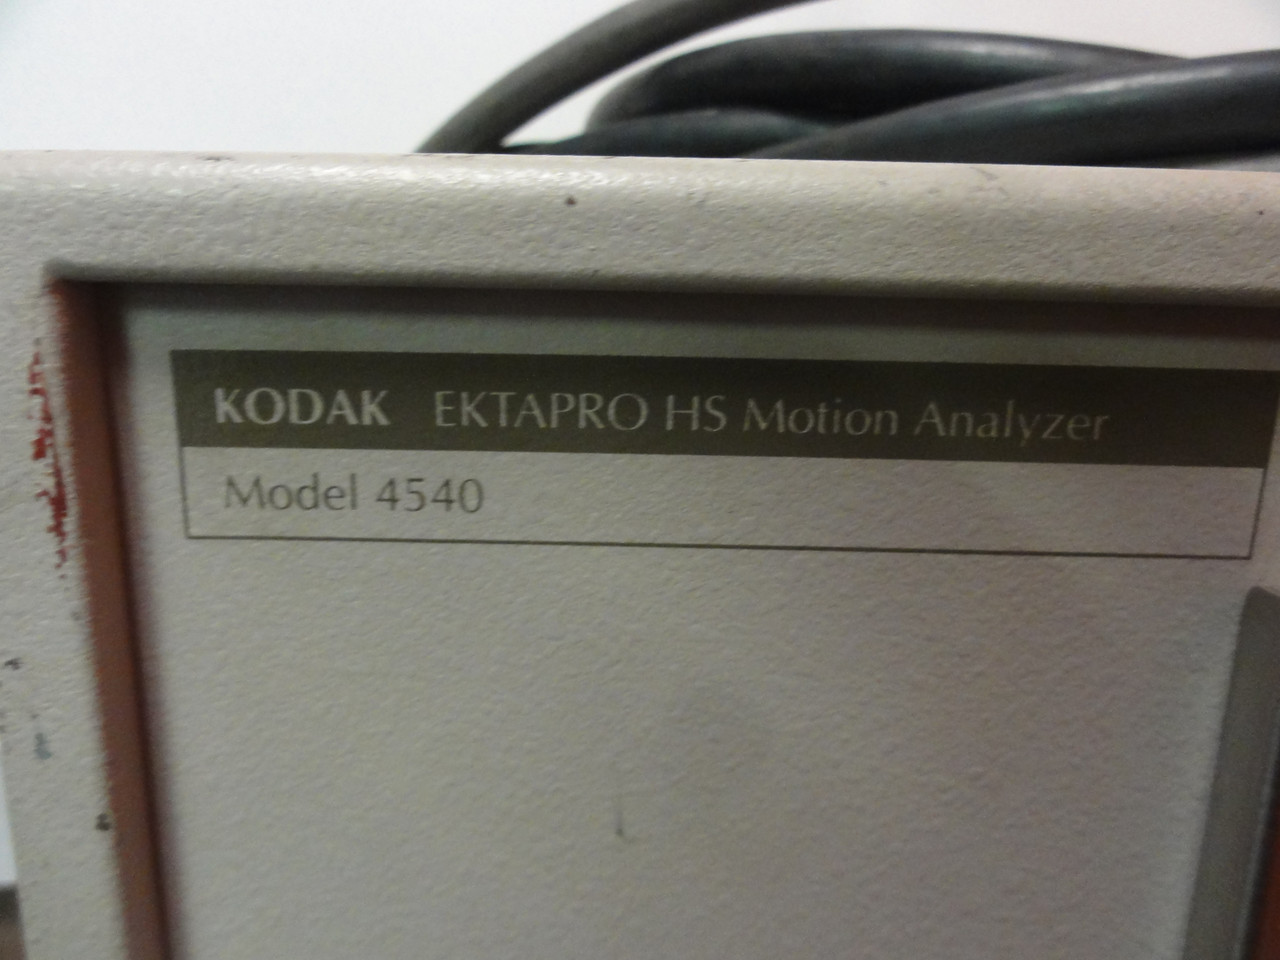 KODAK EKTAPRO HS Motion Analyzer
Model 4540